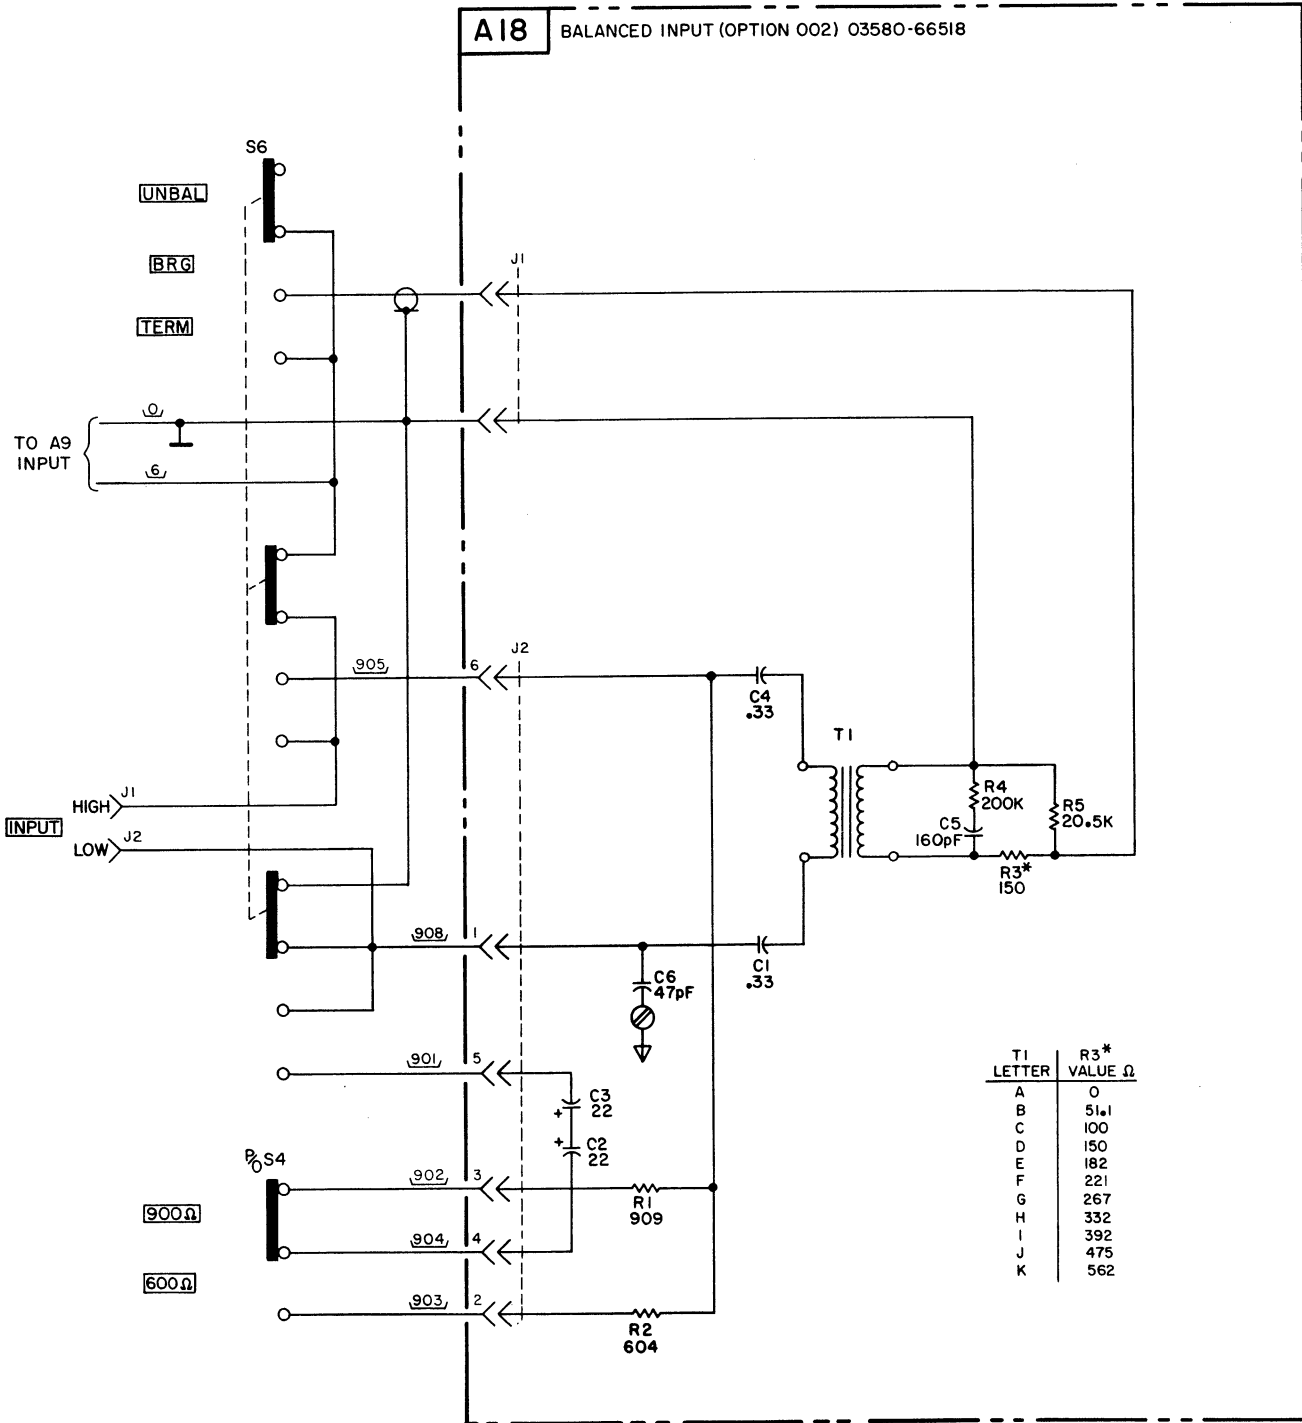 A18
BALANCED INPUT (OPTION 002) 03580-66518
S6
UNBAL
BRG
J1
TERM
0
TO A9
INPUT
6
905
6
J2
C4
.33
T1
R4
200K
C5
160pF
R5
20.5K
R3*
150
HIGH
J1
INPUT
LOW
J2
908
1
C6
47pF
C1
.33
901
5
C3
22
+
+
C2
22
T1
LETTER
R3*
VALUE Ω
A 0
B 51.1
C 100
D 150
E 182
F 221
G 267
H 332
I 392
J 475
K 562
P/O S4
902
3
R1
909
900Ω
904
4
600Ω
903
2
R2
604